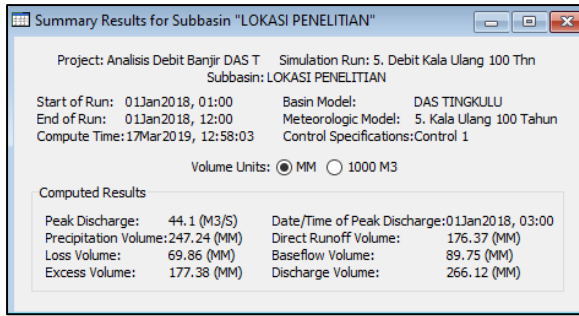 Summary Results for Subbasin "LOKASI PENELITIAN"
Project: Analisis Debit Banjir DAS T Simulation Run: 5. Debit Kala Ulang 100 Thn
Subbasin: LOKASI PENELITIAN
Start of Run: 01Jan2018, 01:00 Basin Model: DAS TINGKULU
End of Run: 01Jan2018, 12:00 Meteorologic Model: 5. Kala Ulang 100 Tahun
Compute Time:17Mar2019, 12:58:03 Control Specifications:Control 1
Volume Units: MM 1000 M3
Computed Results
Peak Discharge: 44.1 (M3/S) Date/Time of Peak Discharge:01Jan2018, 03:00
Precipitation Volume:247.24 (MM) Direct Runoff Volume: 176.37 (MM)
Loss Volume: 69.86 (MM) Baseflow Volume: 89.75 (MM)
Excess Volume: 177.38 (MM) Discharge Volume: 266.12 (MM)